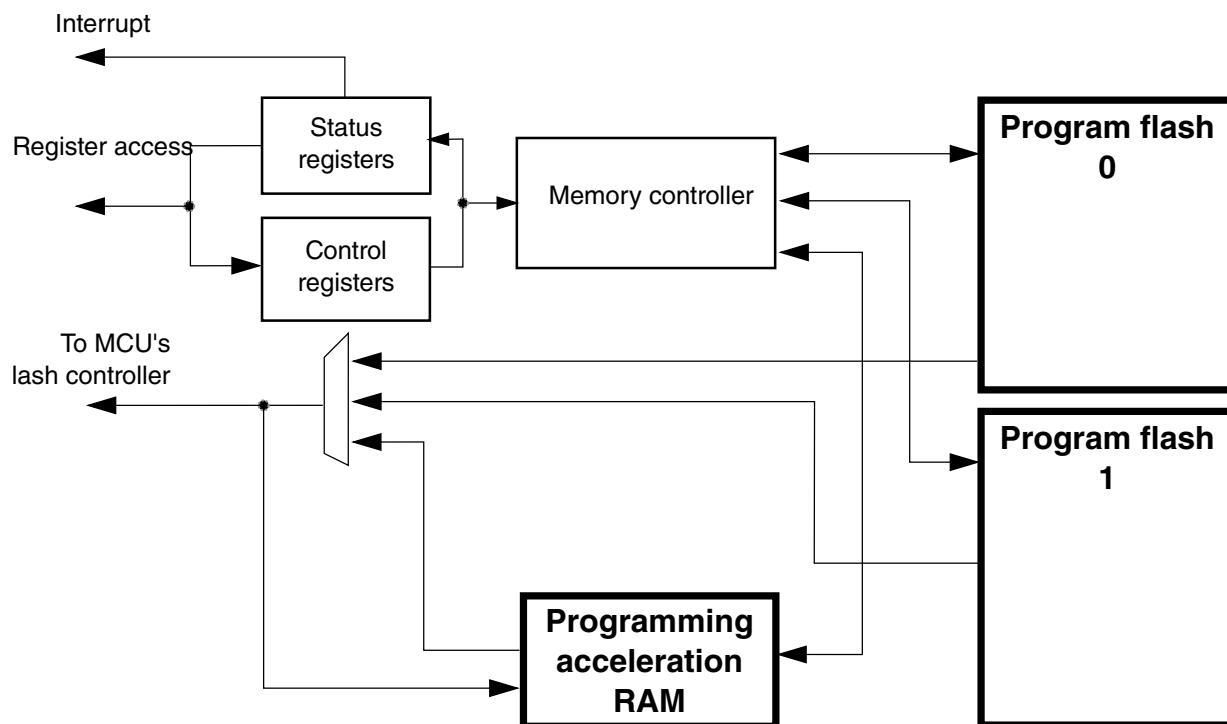 Interrupt
Status
registers
Register access
Memory controller
Control
registers
Program flash
0
To MCU's
lash controller
Program flash
1
Programming
acceleration
RAM